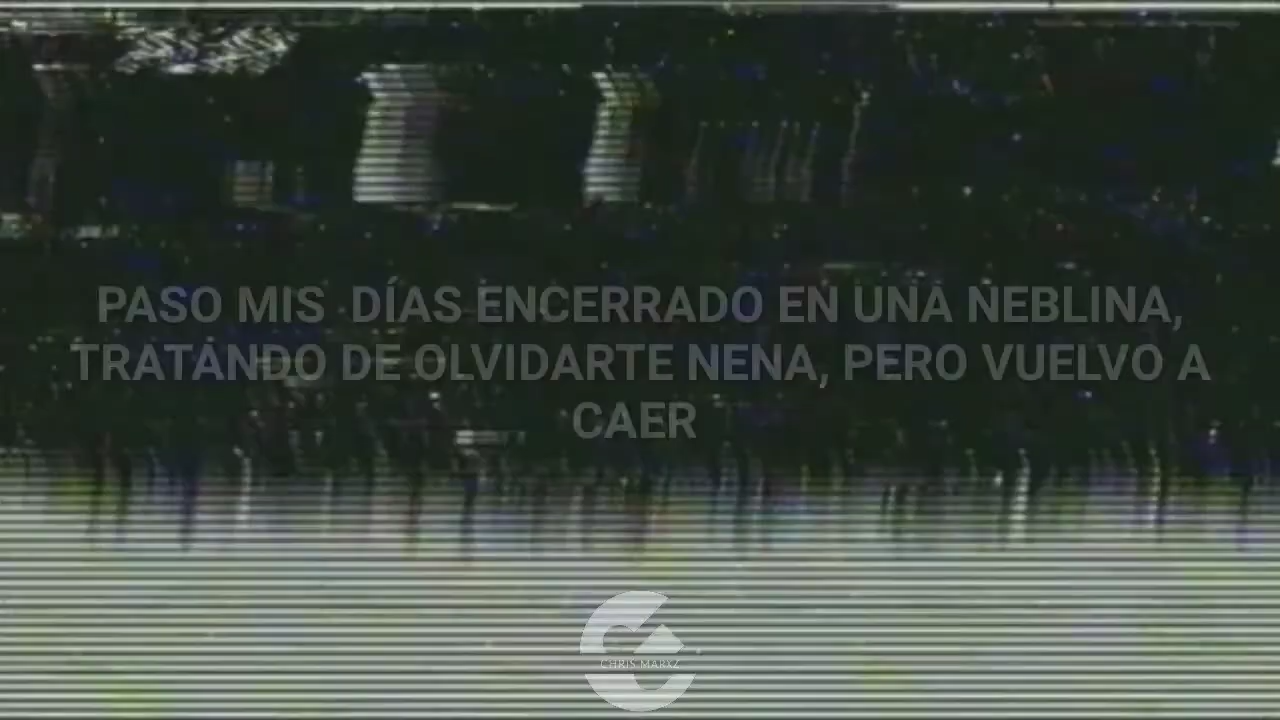 PASO MIS  DÍAS ENCERRADO EN UNA NEBLINA,
TRATANDO DE OLVIDARTE NENA, PERO VUELVO A
CAER
CHRIS MARXZ